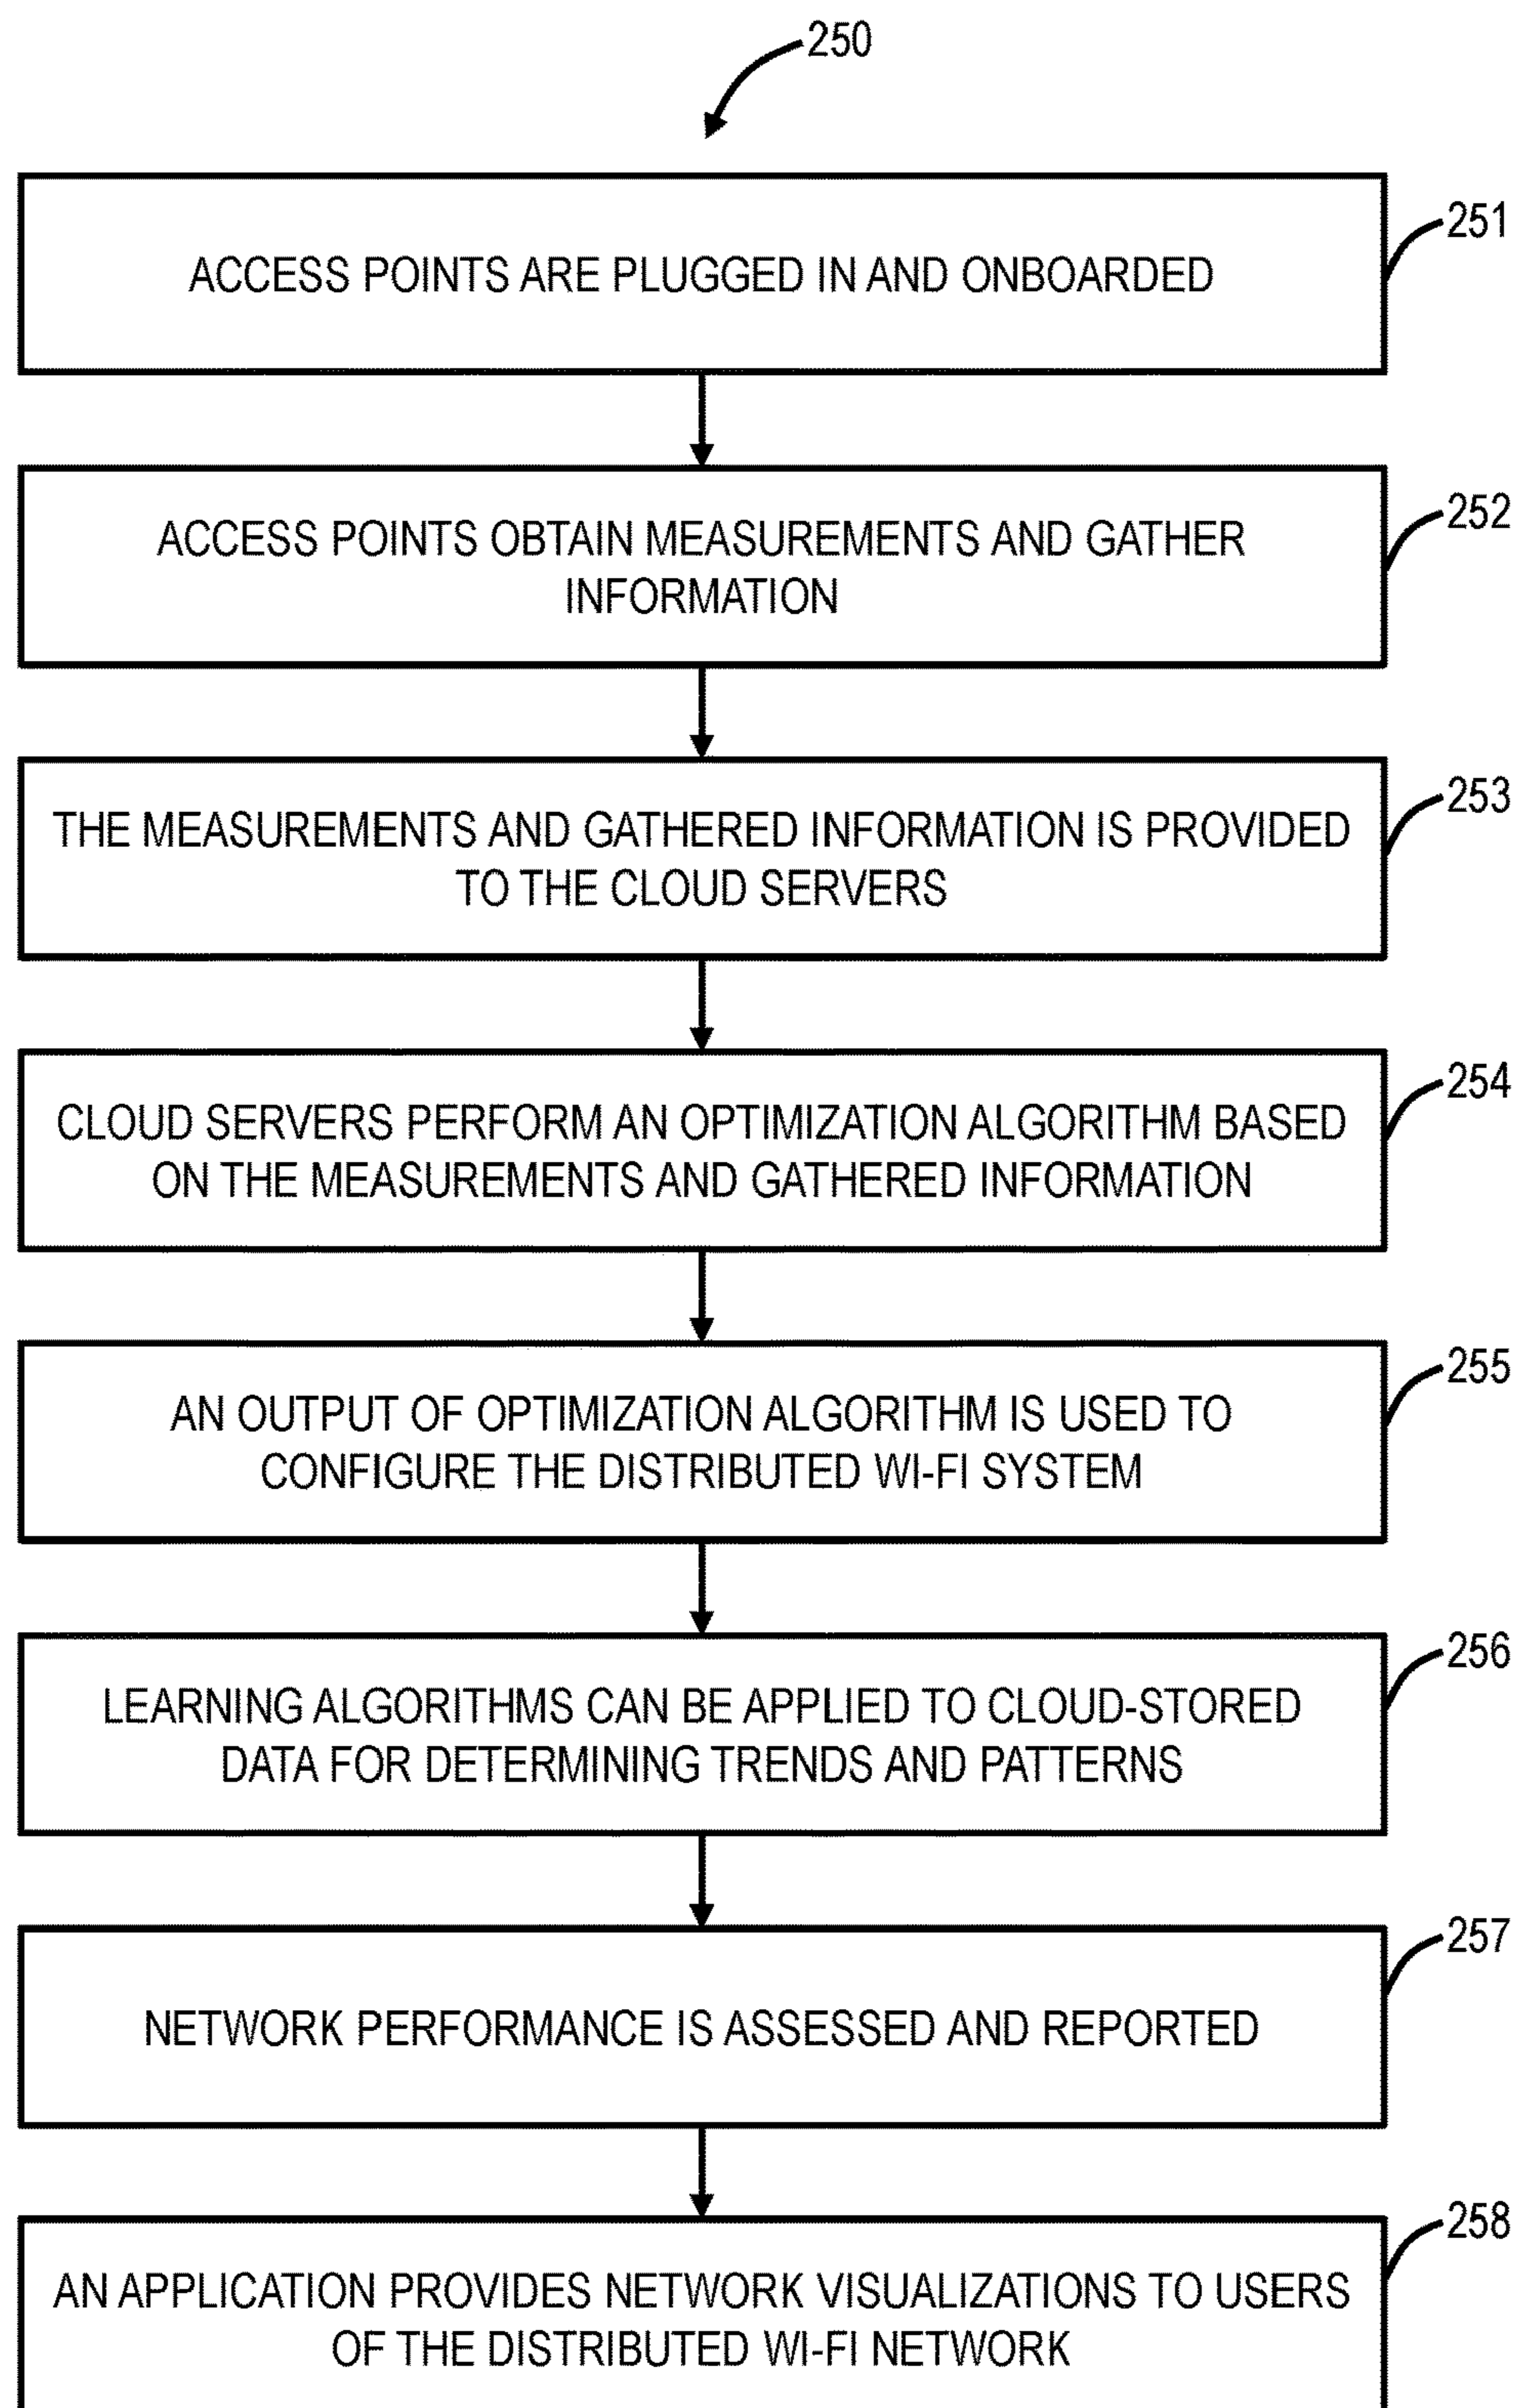 250
251
ACCESS POINTS ARE PLUGGED IN AND ONBOARDED
252
ACCESS POINTS OBTAIN MEASUREMENTS AND GATHER
INFORMATION
253
THE MEASUREMENTS AND GATHERED INFORMATION IS PROVIDED
TO THE CLOUD SERVERS
254
CLOUD SERVERS PERFORM AN OPTIMIZATION ALGORITHM BASED
ON THE MEASUREMENTS AND GATHERED INFORMATION
255
AN OUTPUT OF OPTIMIZATION ALGORITHM IS USED TO
CONFIGURE THE DISTRIBUTED WI-FI SYSTEM
256
LEARNING ALGORITHMS CAN BE APPLIED TO CLOUD-STORED
DATA FOR DETERMINING TRENDS AND PATTERNS
257
NETWORK PERFORMANCE IS ASSESSED AND REPORTED
258
AN APPLICATION PROVIDES NETWORK VISUALIZATIONS TO USERS
OF THE DISTRIBUTED WI-FI NETWORK